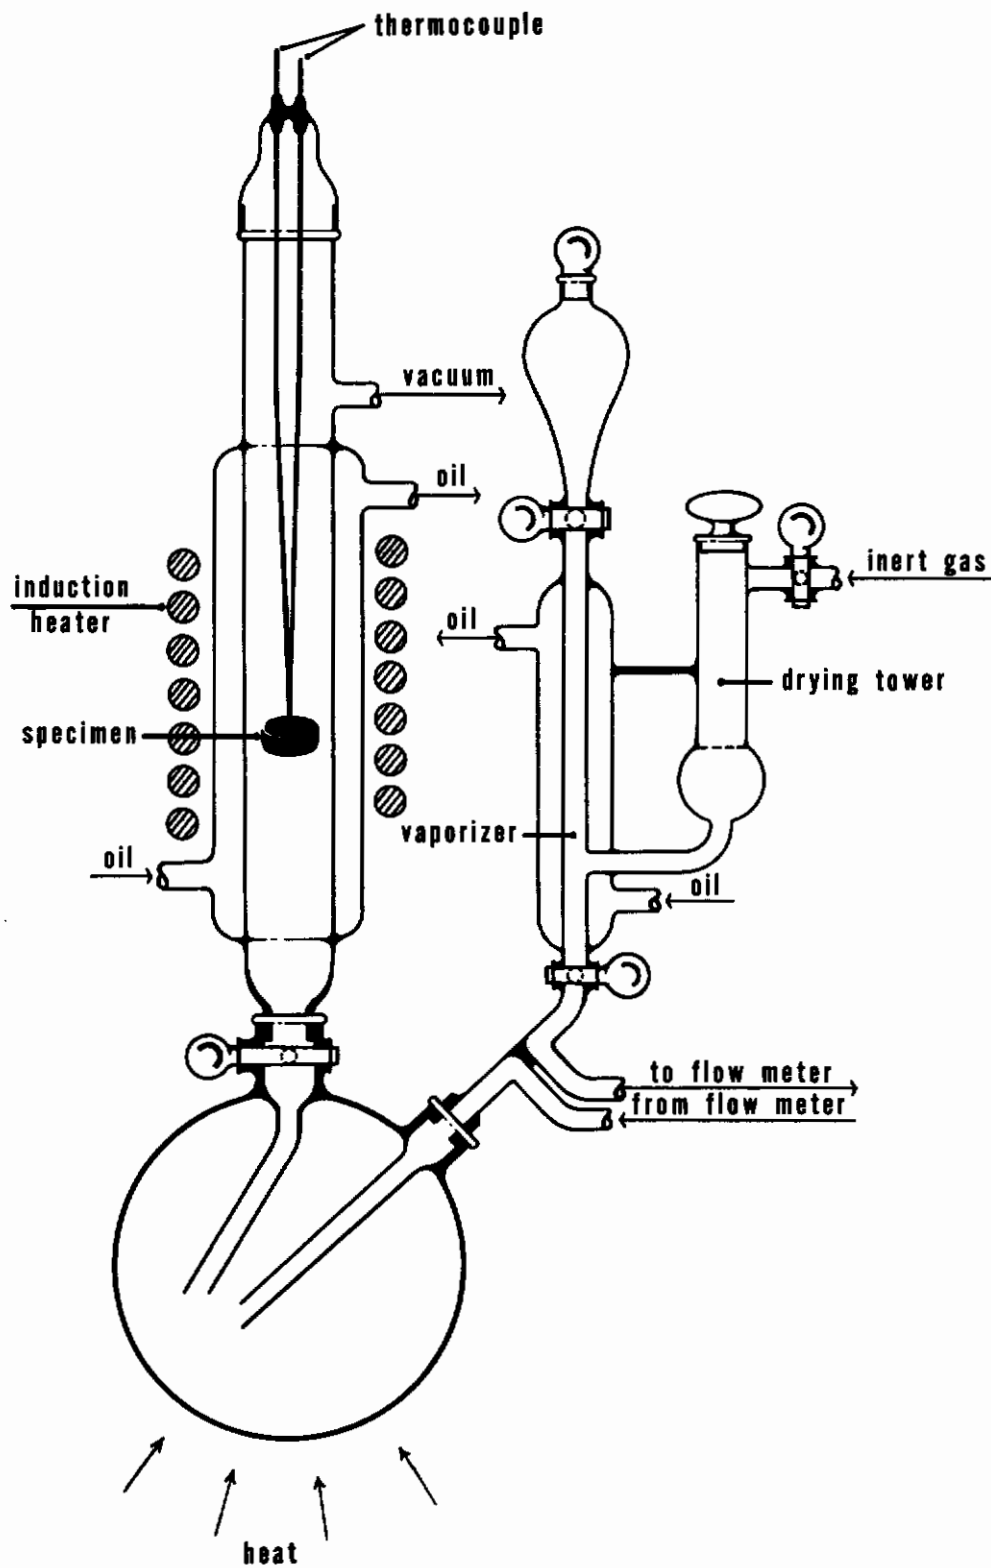 thermocouple
vacuum
oil
inert gas
induction
heater
oil
drying tower
specimen
vaporizer
oil
oil
to flow meter
from flow meter
heat